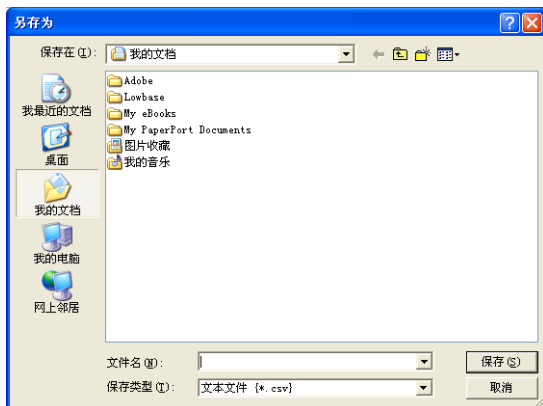 另存为
保存在(I):
我的文档
我最近的文档
桌面
我的文档
我的电脑
网上邻居
Adobe
Lowbase
My eBooks
My PaperPort Documents
图片收藏
我的音乐
文件名(N):
保存(S)
保存类型(T):
文本文件 {*.csv}
取消